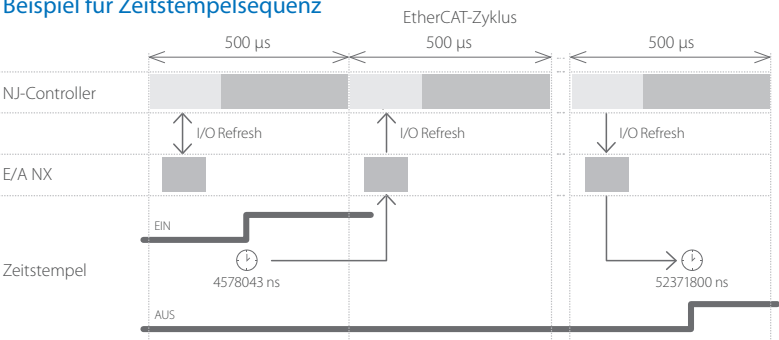 Beispiel für Zeitstempelsequenz
EtherCAT-Zyklus
500 µs
500 µs
500 µs
NJ-Controller
I/O Refresh
I/O Refresh
I/O Refresh
E/A NX
EIN
Zeitstempel
4578043 ns
52371800 ns
AUS